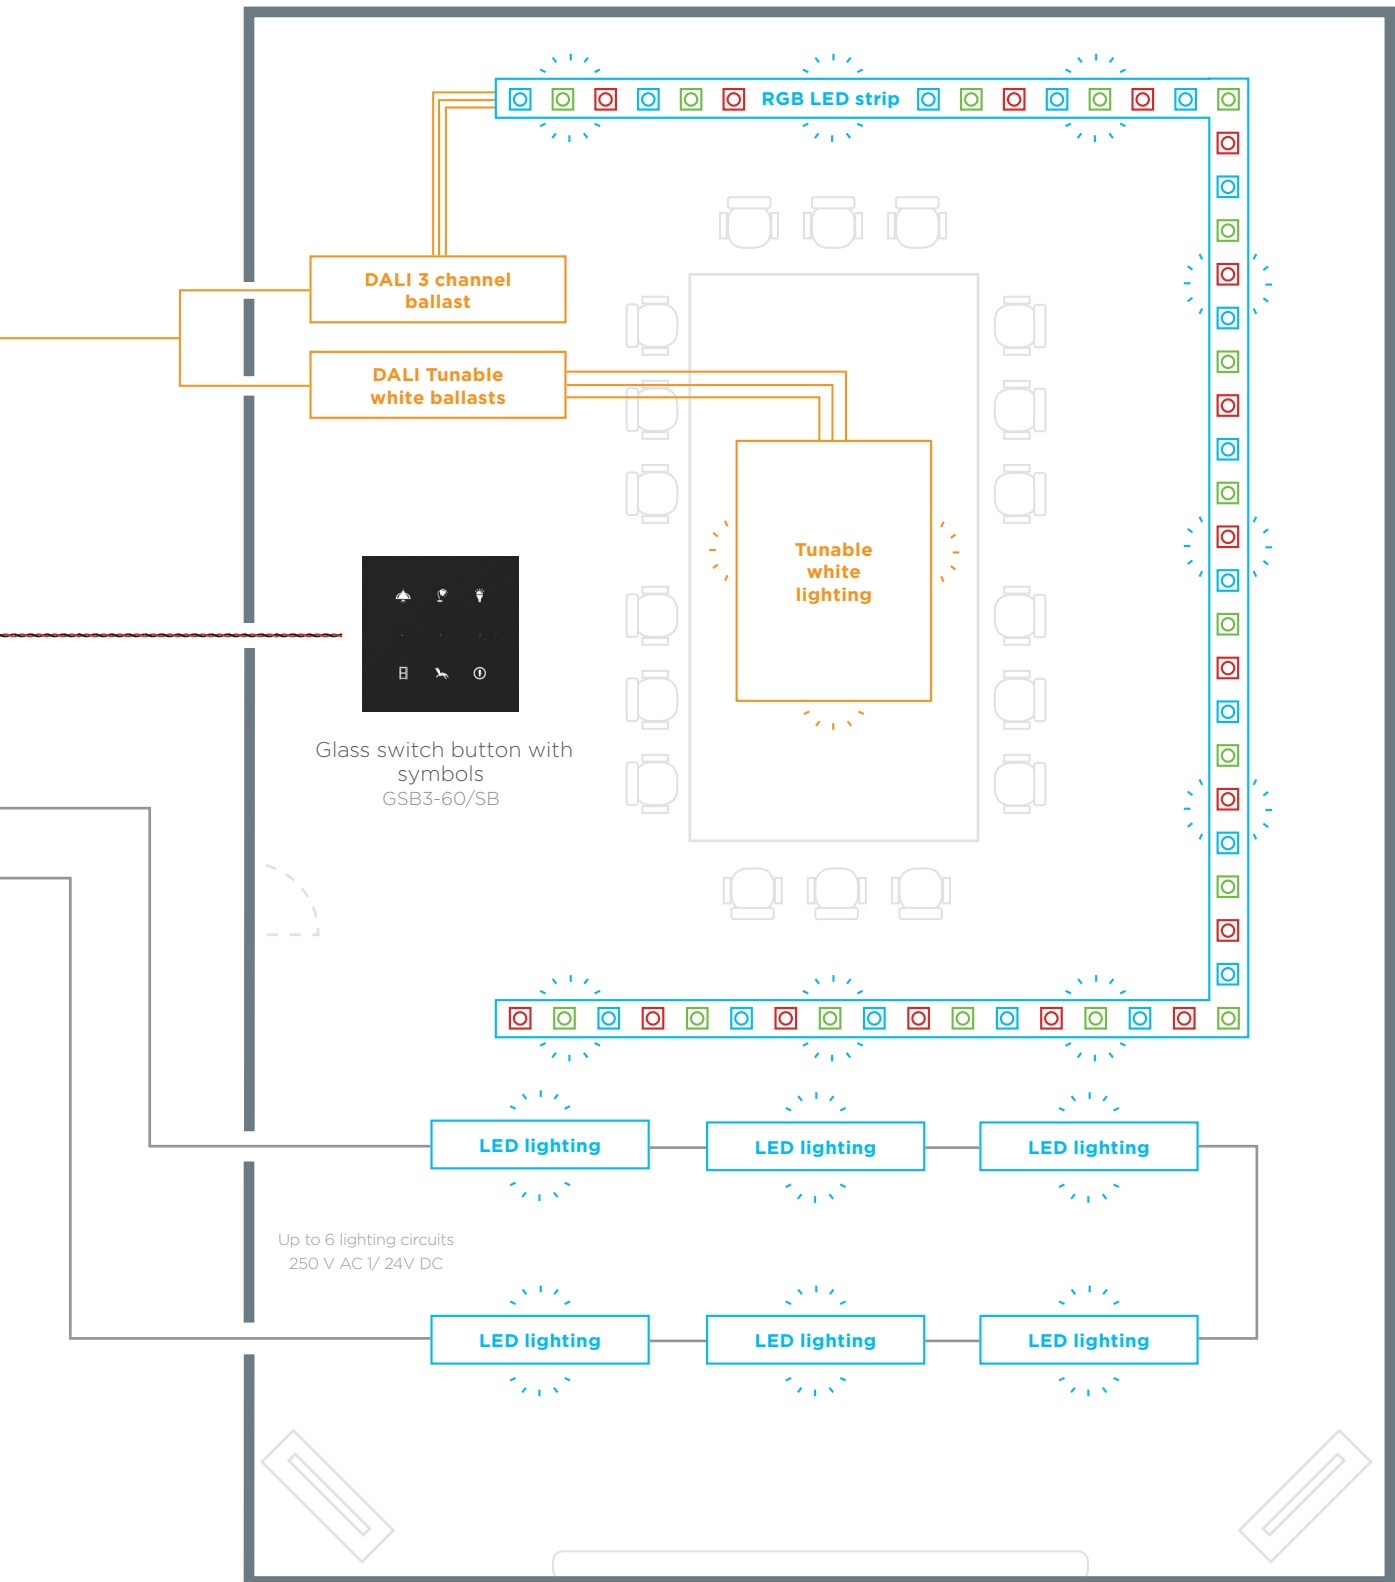 RGB LED strip
DALI 3 channel
ballast
DALI Tunable
white ballasts
Tunable
white
lighting
Glass switch button with
symbols
GSB3-60/SB
LED lighting
LED lighting
LED lighting
Up to 6 lighting circuits
250 V AC 1/ 24V DC
LED lighting
LED lighting
LED lighting